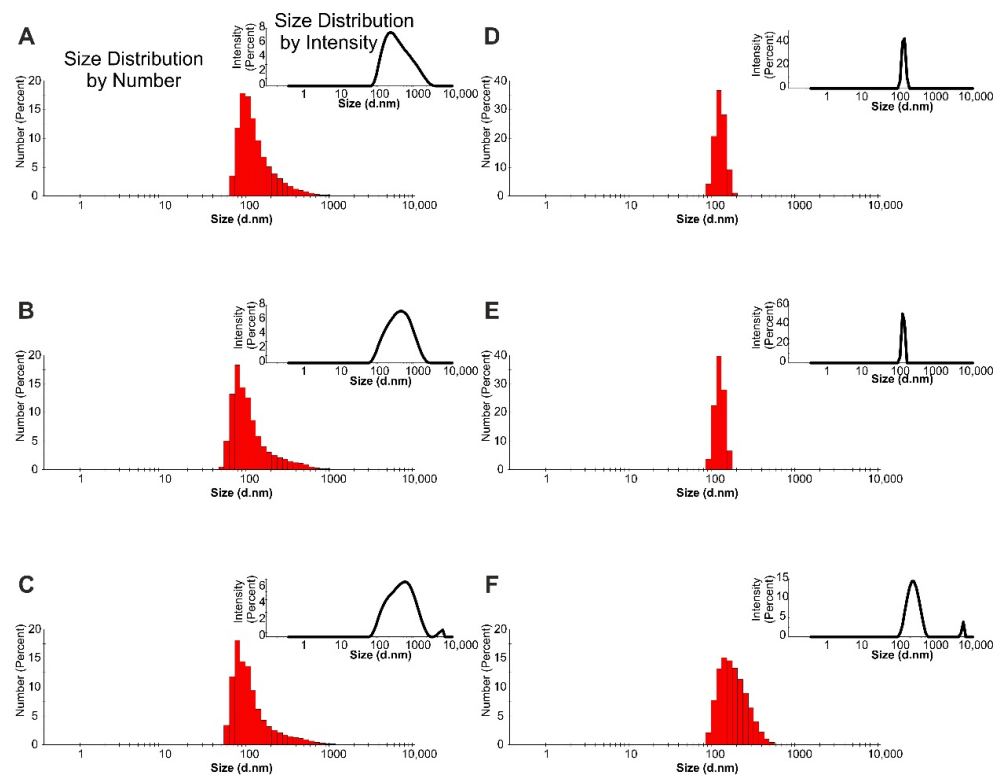 A
Size Distribution
by Number
Size Distribution
by Intensity
Intensity
(Percent)
8
6
4
2
0
1 10 100 1000 10,000
Size (d.nm)
Number (Percent)
20
15
10
5
0
1 10 100 1000 10,000
Size (d.nm)
D
Intensity
(Percent)
40
20
0
1 10 100 1000 10,000
Size (d.nm)
Number (Percent)
40
30
20
10
0
1 10 100 1000 10,000
Size (d.nm)
B
Intensity
(Percent)
8
6
4
2
0
1 10 100 1000 10,000
Size (d.nm)
Number (Percent)
20
15
10
5
0
1 10 100 1000 10,000
Size (d.nm)
E
Intensity
(Percent)
60
40
20
0
1 10 100 1000 10,000
Size (d.nm)
Number (Percent)
40
30
20
10
0
1 10 100 1000 10,000
Size (d.nm)
C
Intensity
(Percent)
6
4
2
0
1 10 100 1000 10,000
Size (d.nm)
Number (Percent)
20
15
10
5
0
1 10 100 1000 10,000
Size (d.nm)
F
Intensity
(Percent)
15
10
5
0
1 10 100 1000 10,000
Size (d.nm)
Number (Percent)
20
15
10
5
0
1 10 100 1000 10,000
Size (d.nm)